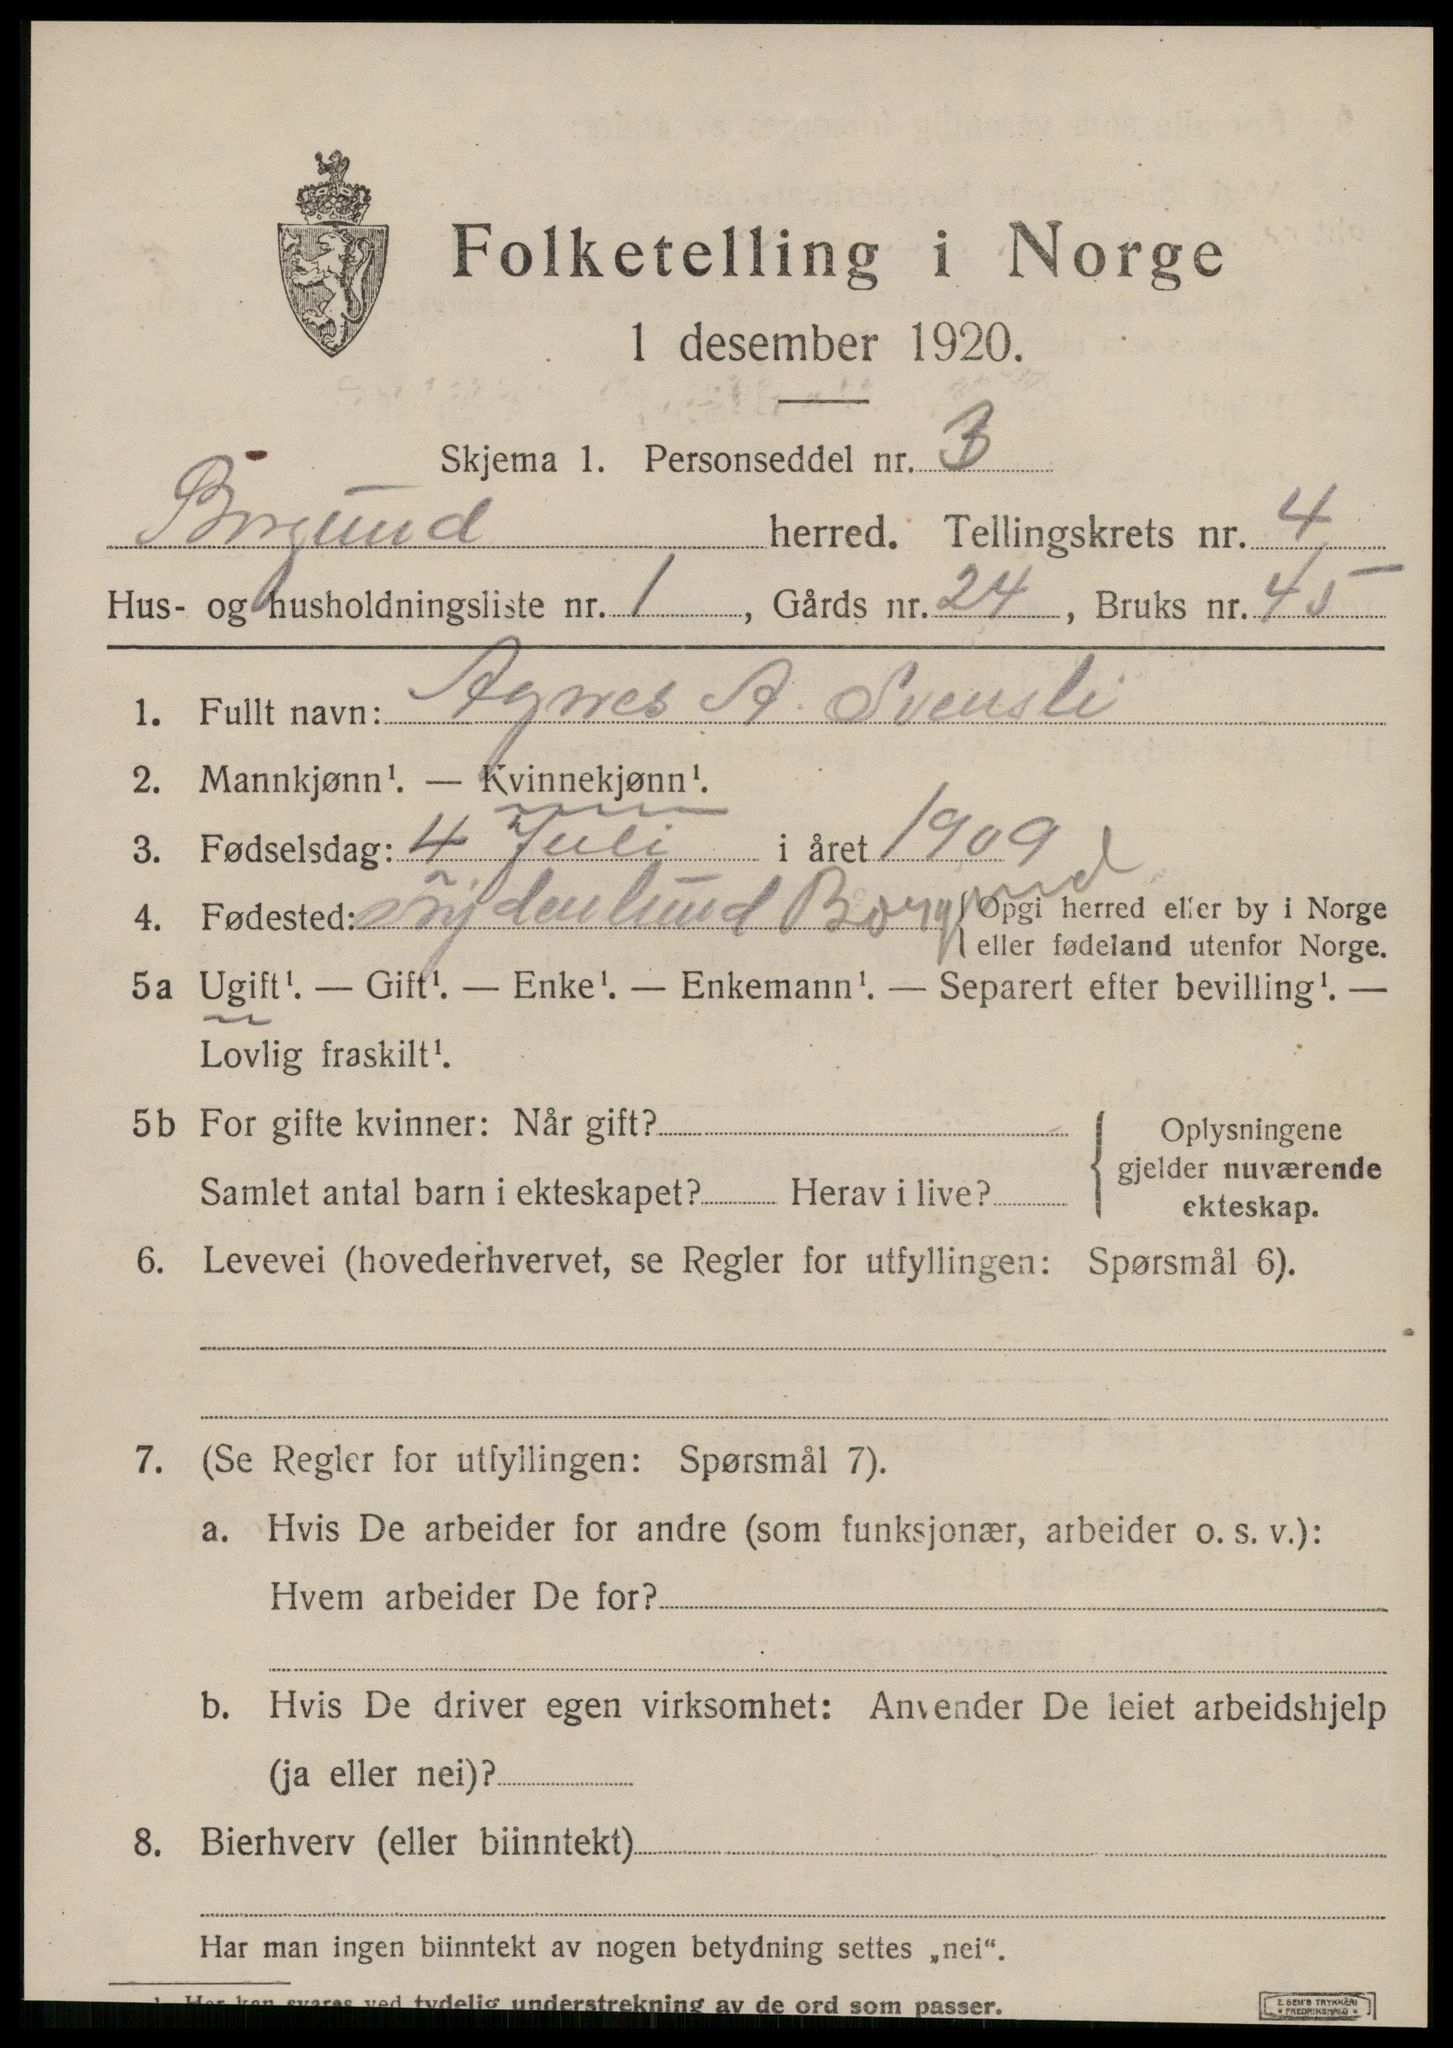 Folketelling i Norge
1 desember 1920.
Skjema 1. Personseddel nr. 3
Borgund herred. Tellingskrets nr. 4
Hus- og husholdningsliste nr. 1, Gårds nr. 24, Bruks nr. 45
1. Fullt navn: Agnes A. Svensli
2. Mannkjønn¹. — Kvinnekjønn¹.
3. Fødselsdag: 4 Juli i året 1909
4. Fødested: Borgund {Opgi herred eller by i Norge
eller fødeland utenfor Norge.
5a Ugift¹. — Gift¹. — Enke¹. — Enkemann¹. — Separert efter bevilling¹. —
Lovlig fraskilt¹.
5b For gifte kvinner: Når gift?
Samlet antal barn i ekteskapet? Herav i live?
{ Oplysningene
gjelder nuværende
ekteskap.
6. Levevei (hovederhvervet, se Regler for utfyllingen: Spørsmål 6).
7. (Se Regler for utfyllingen: Spørsmål 7).
a. Hvis De arbeider for andre (som funksjonær, arbeider o. s. v.):
Hvem arbeider De for?
b. Hvis De driver egen virksomhet: Anvender De leiet arbeidshjelp
(ja eller nei)?
8. Bierhverv (eller biinntekt)
Har man ingen biinntekt av nogen betydning settes „nei“.
¹ Her kan svares ved tydelig understrekning av de ord som passer.
E. SEM'S TRYKKERI
FREDRIKSHALD